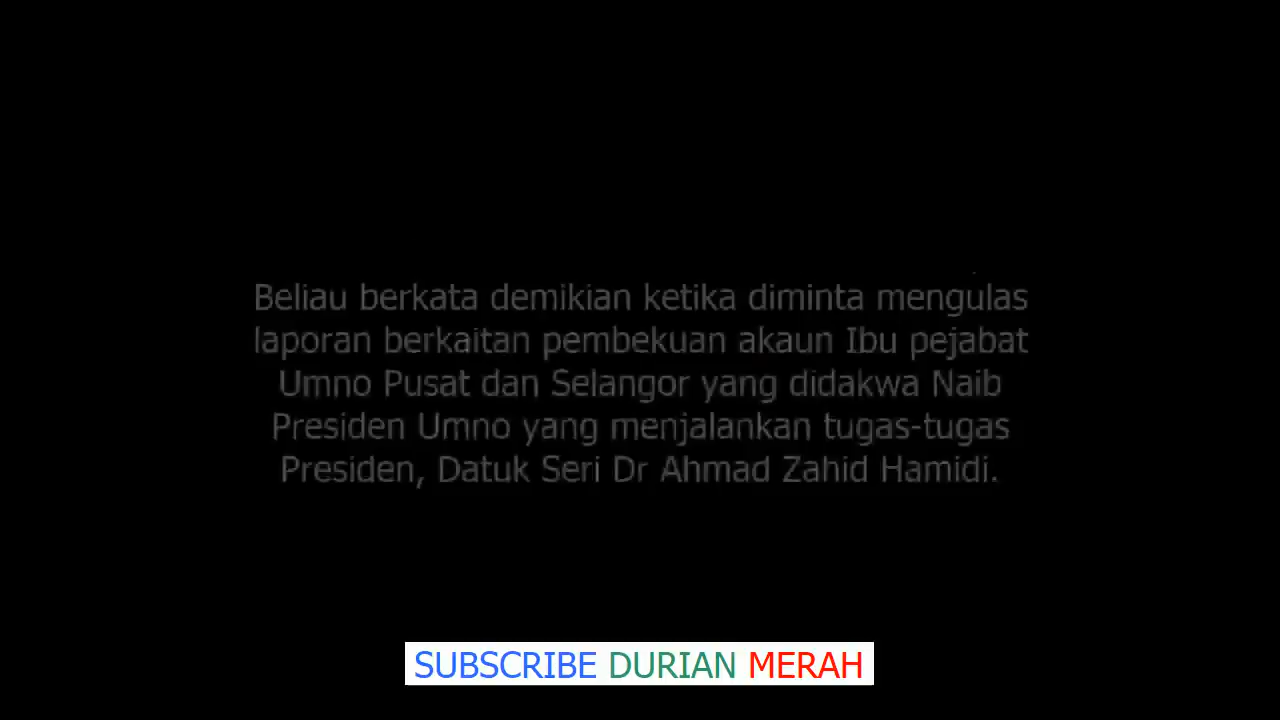 Beliau berkata demikian ketika diminta mengulas
laporan berkaitan pembekuan akaun Ibu pejabat
Umno Pusat dan Selangor yang didakwa Naib
Presiden Umno yang menjalankan tugas-tugas
Presiden, Datuk Seri Dr Ahmad Zahid Hamidi.
SUBSCRIBE DURIAN MERAH